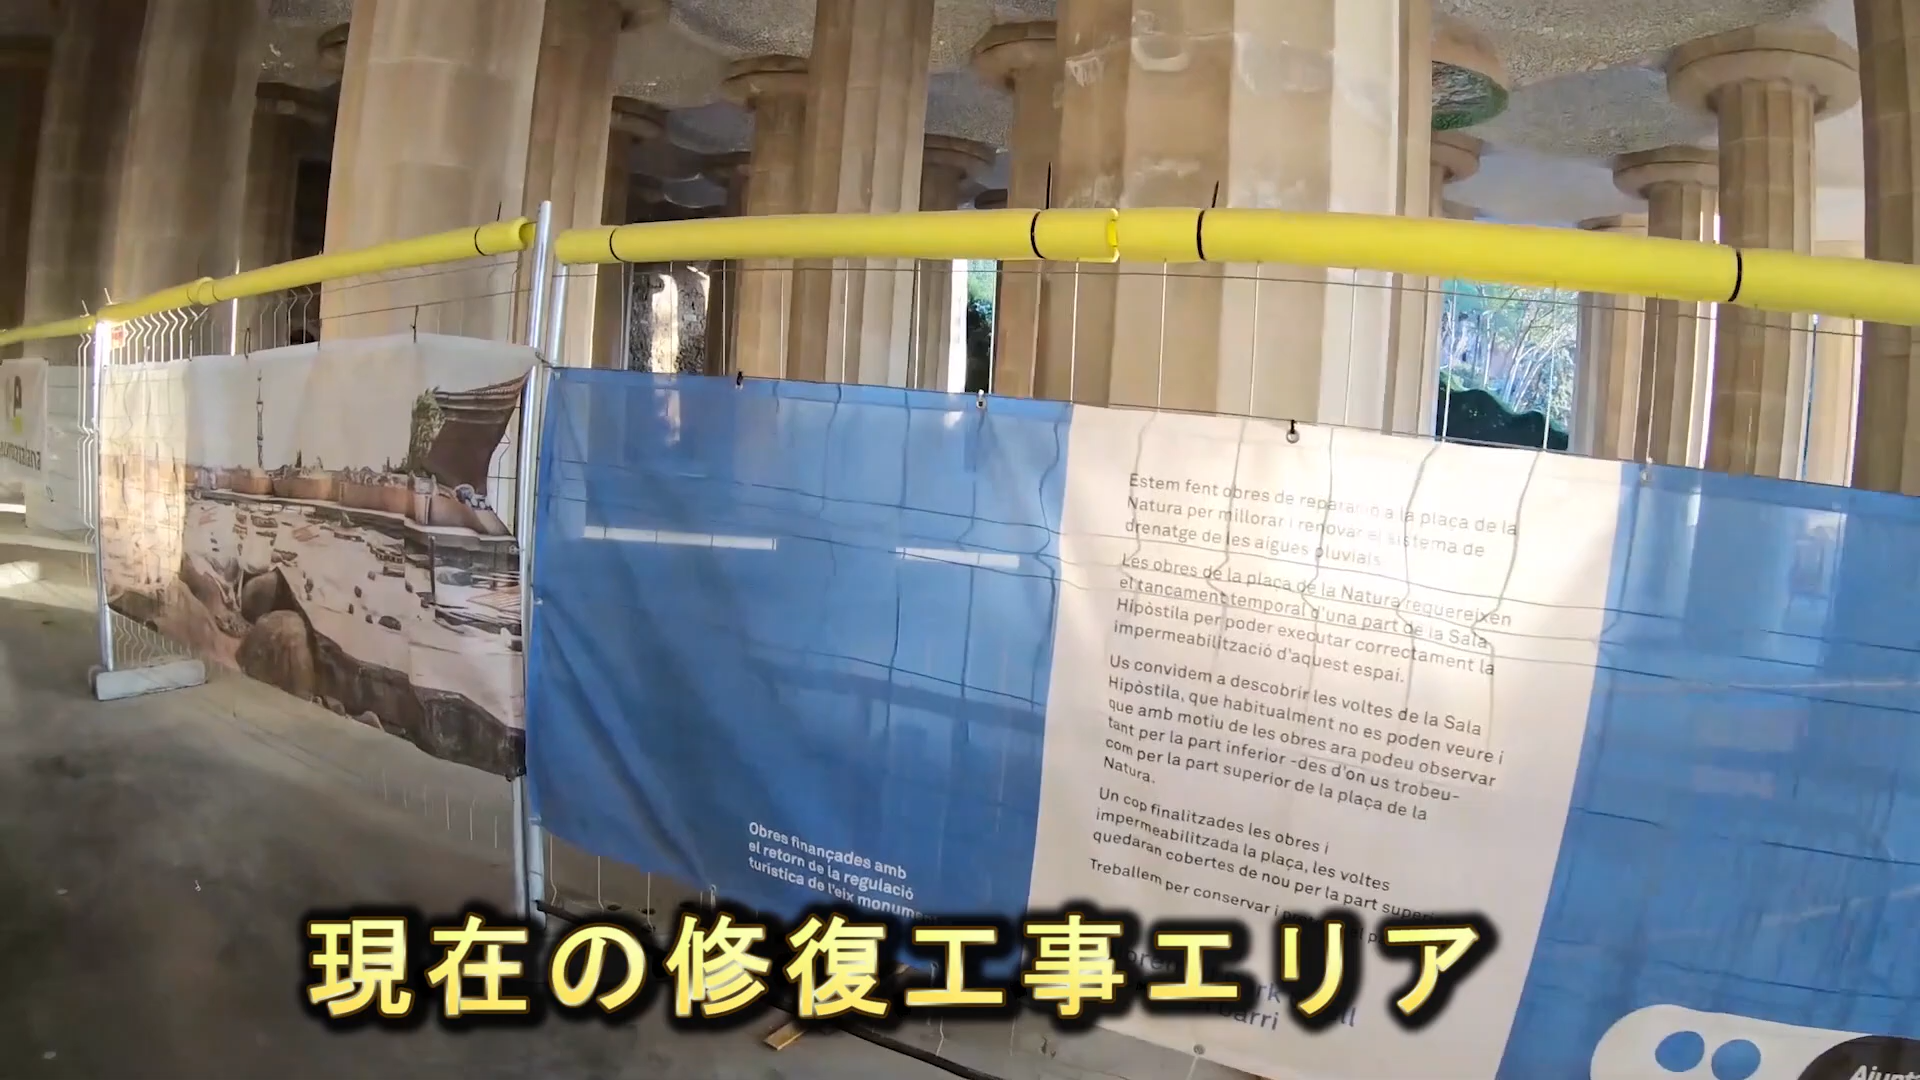 Estem fent obres de reparació a la plaça de la
Natura per millorar i renovar el sistema de
drenatge de les aigues pluvials.
Les obres de la plaça de la Natura requereixen
el tancament temporal d'una part de la Sala
Hipòstila per poder executar correctament la
impermeabilització d'aquest espai.
Us convidem a descobrir les voltes de la Sala
Hipòstila, que habitualment no es poden veure i
que amb motiu de les obres ara podeu observar
tant per la part inferior -des d'on us trobeu-
com per la part superior de la plaça de la
Natura.
Un cop finalitzades les obres i
impermeabilitzada la plaça, les voltes
quedaran cobertes de nou per la part
Treballem per conservar i
Obres finançades amb
el retorn de la regulació
turística de l'eix
現在の修復工事エリア